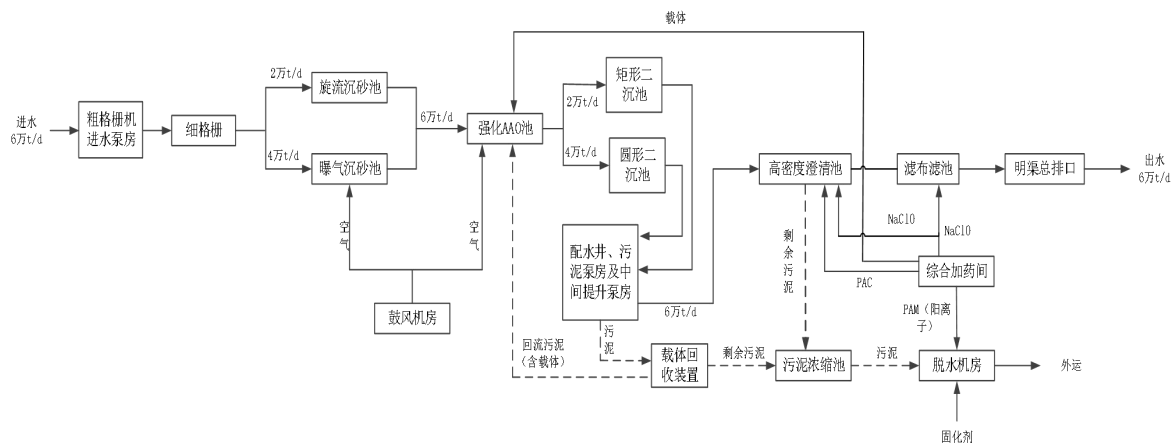 载体
2万t/d
旋流沉砂池
矩形二
沉池
进水
6万t/d
粗格栅机
进水泵房
细格栅
6万t/d
强化AAO池
2万t/d
4万t/d
曝气沉砂池
4万t/d
圆形二
沉池
高密度澄清池
滤布滤池
明渠总排口
出水
6万t/d
空气
空气
鼓风机房
配水井、污
泥泵房及中
间提升泵房
6万t/d
剩余污泥
NaClO
NaClO
PAC
综合加药间
PAM（阳离
子）
污泥
回流污泥
（含载体）
载体回
收装置
剩余污泥
污泥浓缩池
污泥
脱水机房
外运
固化剂